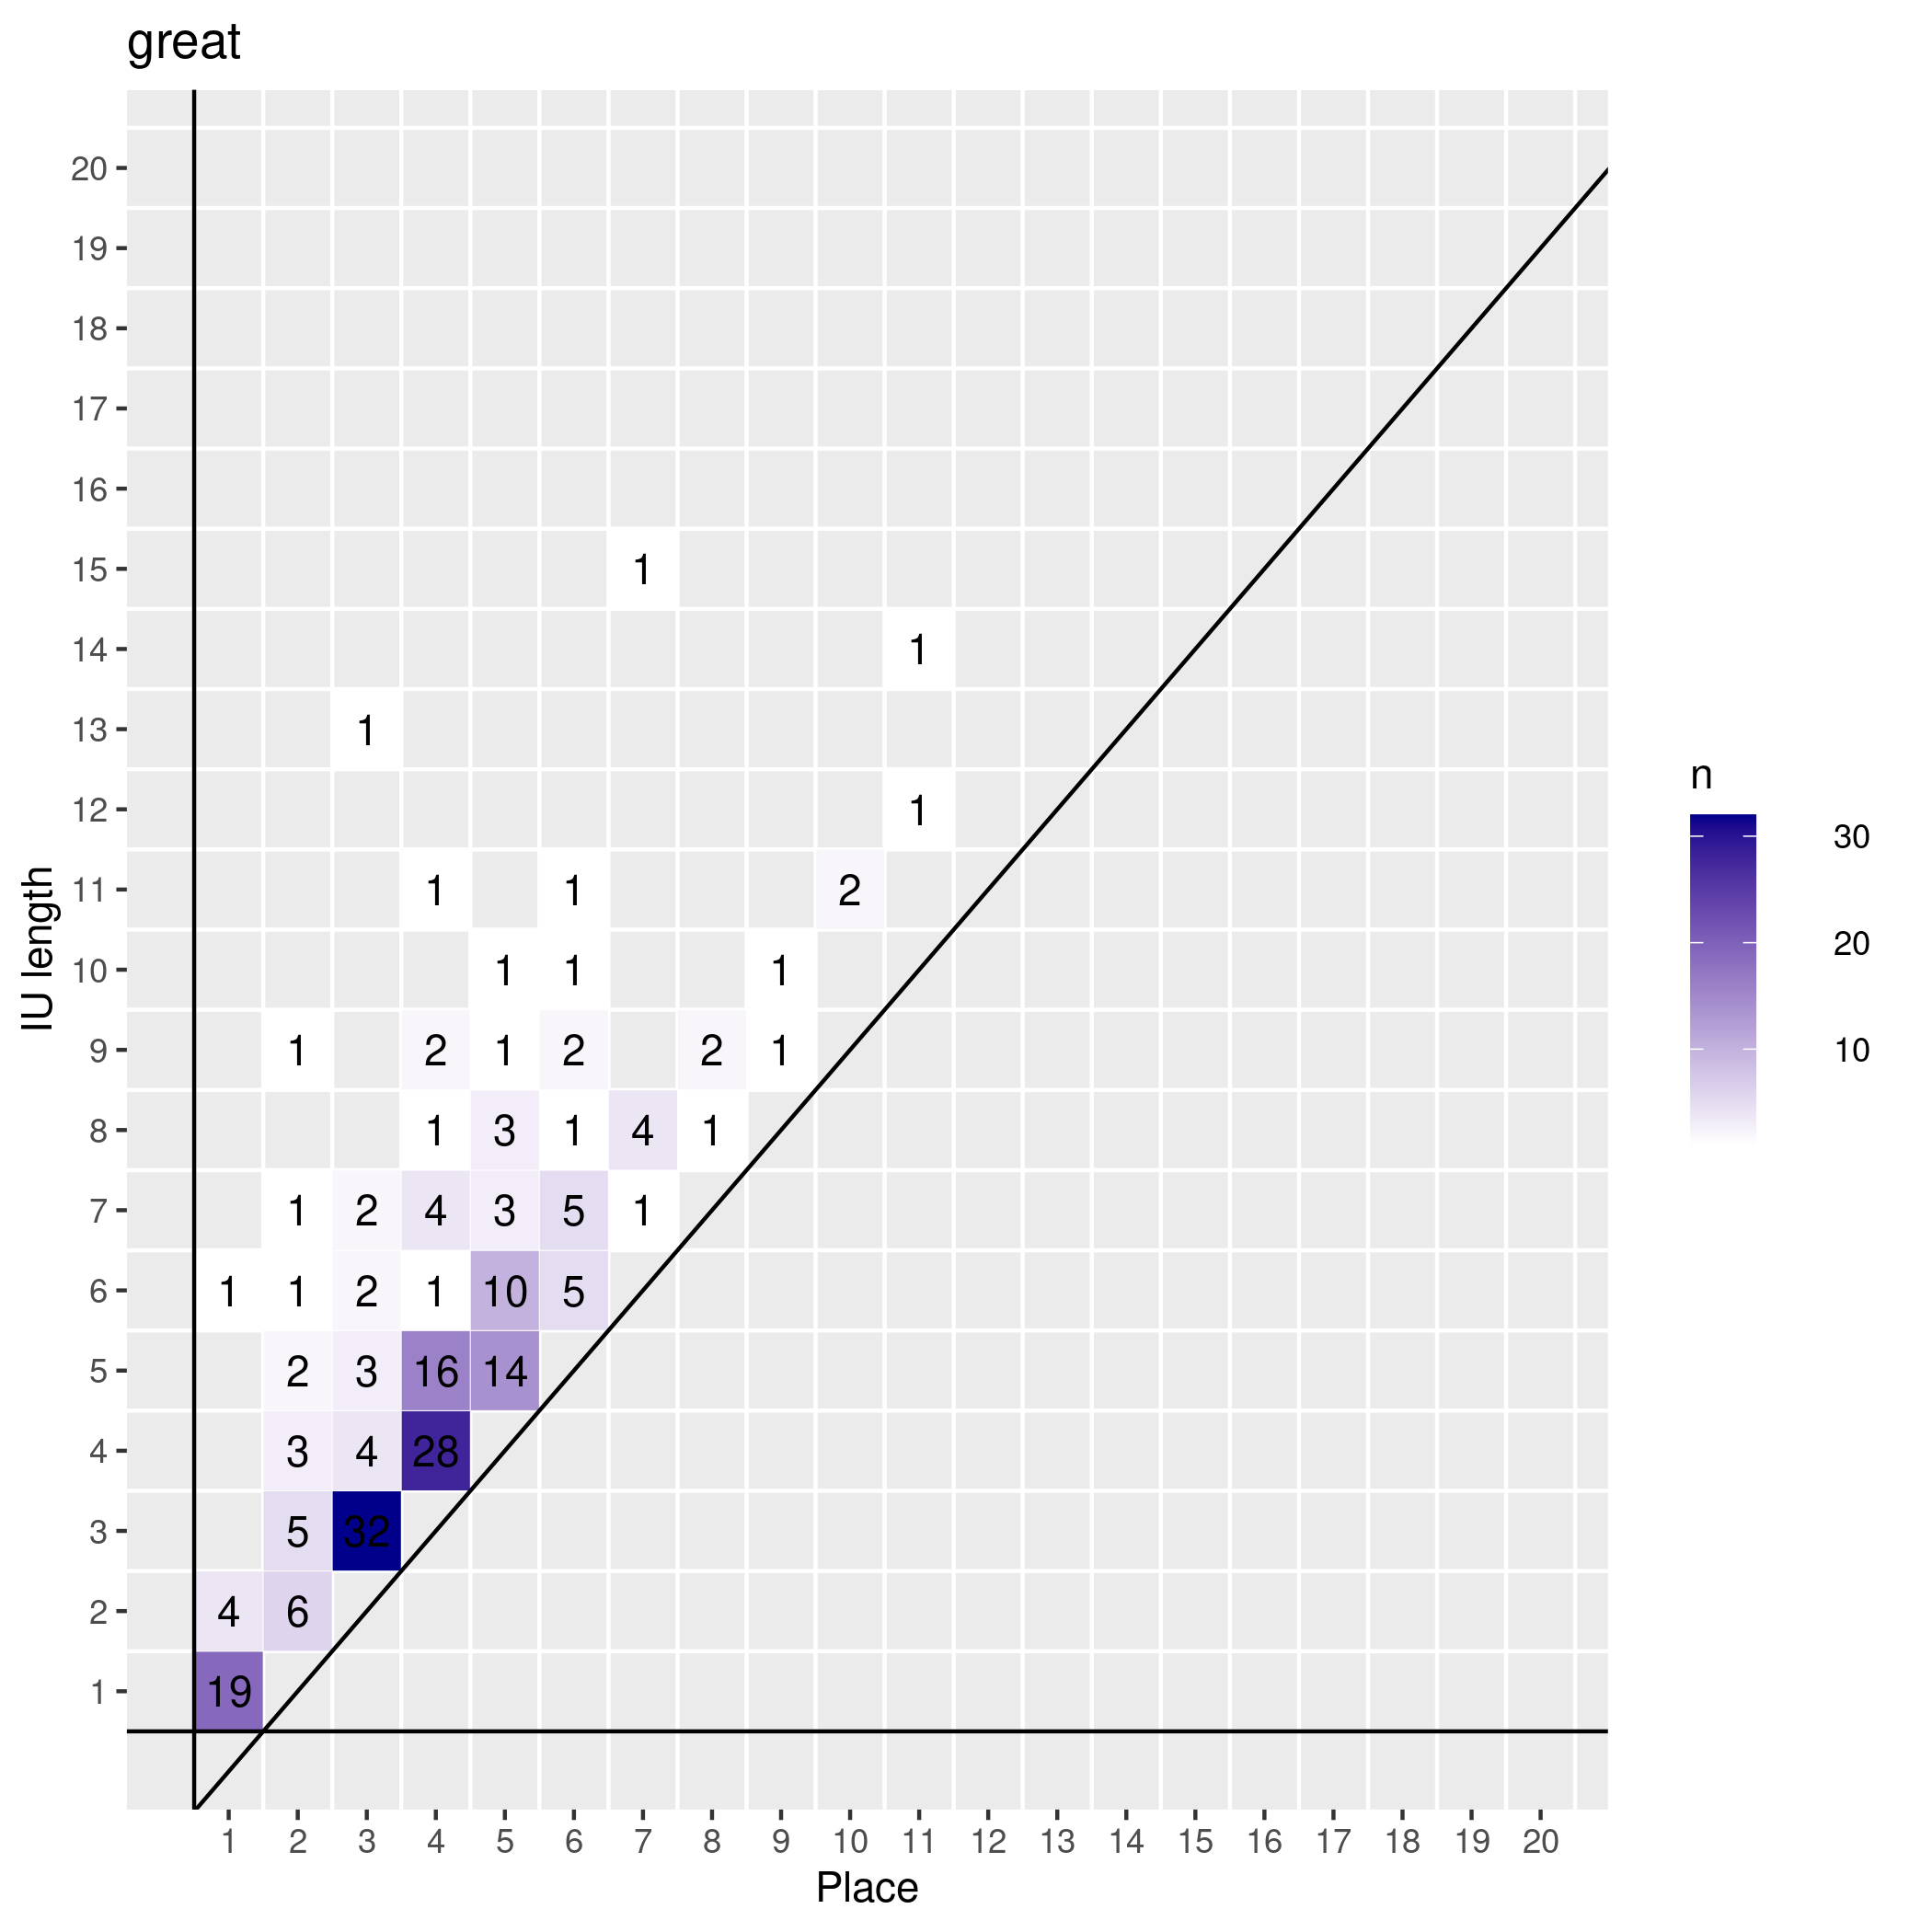 great
20
19
18
17
16
15 1
14 1
13 1
12 1
11 1 1 2
10 1 1 1
9 1 2 1 2 2 1
8 1 3 1 4 1
7 1 2 4 3 5 1
6 1 1 2 1 10 5
5 2 3 16 14
4 3 4 28
3 5 32
2 4 6
1 19
1 2 3 4 5 6 7 8 9 10 11 12 13 14 15 16 17 18 19 20
Place
IU length
n
30
20
10